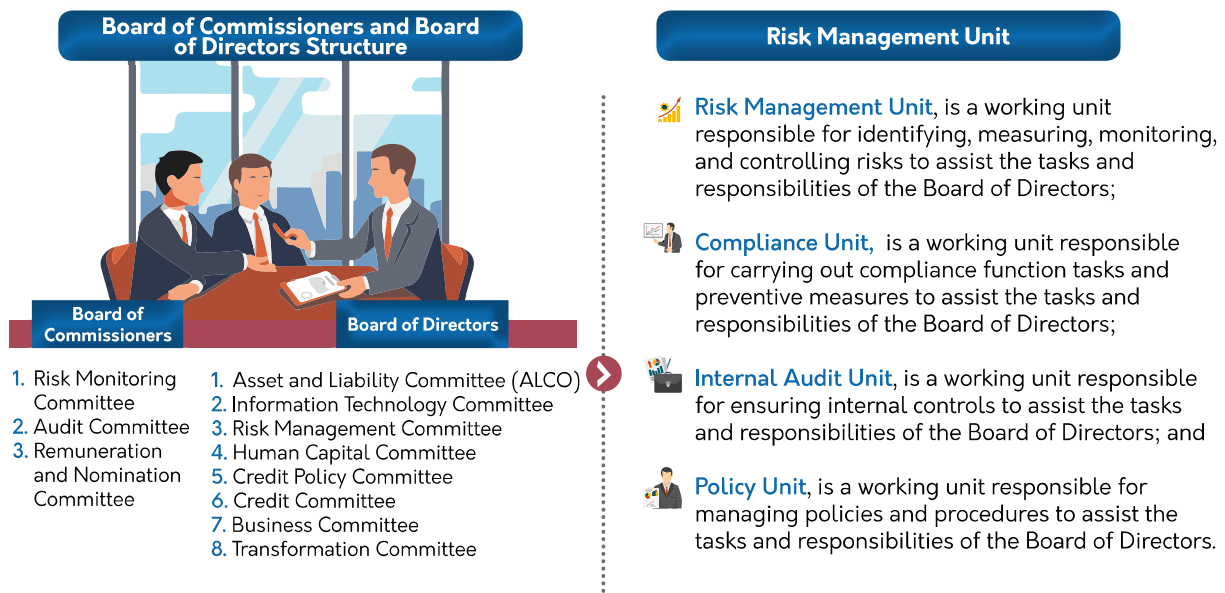 Board of Commissioners and Board
of Directors Structure
Board of
Commissioners
Board of Directors
1. Risk Monitoring
Committee
2. Audit Committee
3. Remuneration
and Nomination
Committee
1. Asset and Liability Committee (ALCO)
2. Information Technology Committee
3. Risk Management Committee
4. Human Capital Committee
5. Credit Policy Committee
6. Credit Committee
7. Business Committee
8. Transformation Committee
Risk Management Unit
Risk Management Unit, is a working unit
responsible for identifying, measuring, monitoring,
and controlling risks to assist the tasks and
responsibilities of the Board of Directors;
Compliance Unit, is a working unit responsible
for carrying out compliance function tasks and
preventive measures to assist the tasks and
responsibilities of the Board of Directors;
Internal Audit Unit, is a working unit responsible
for ensuring internal controls to assist the tasks
and responsibilities of the Board of Directors; and
Policy Unit, is a working unit responsible for
managing policies and procedures to assist the
tasks and responsibilities of the Board of Directors.